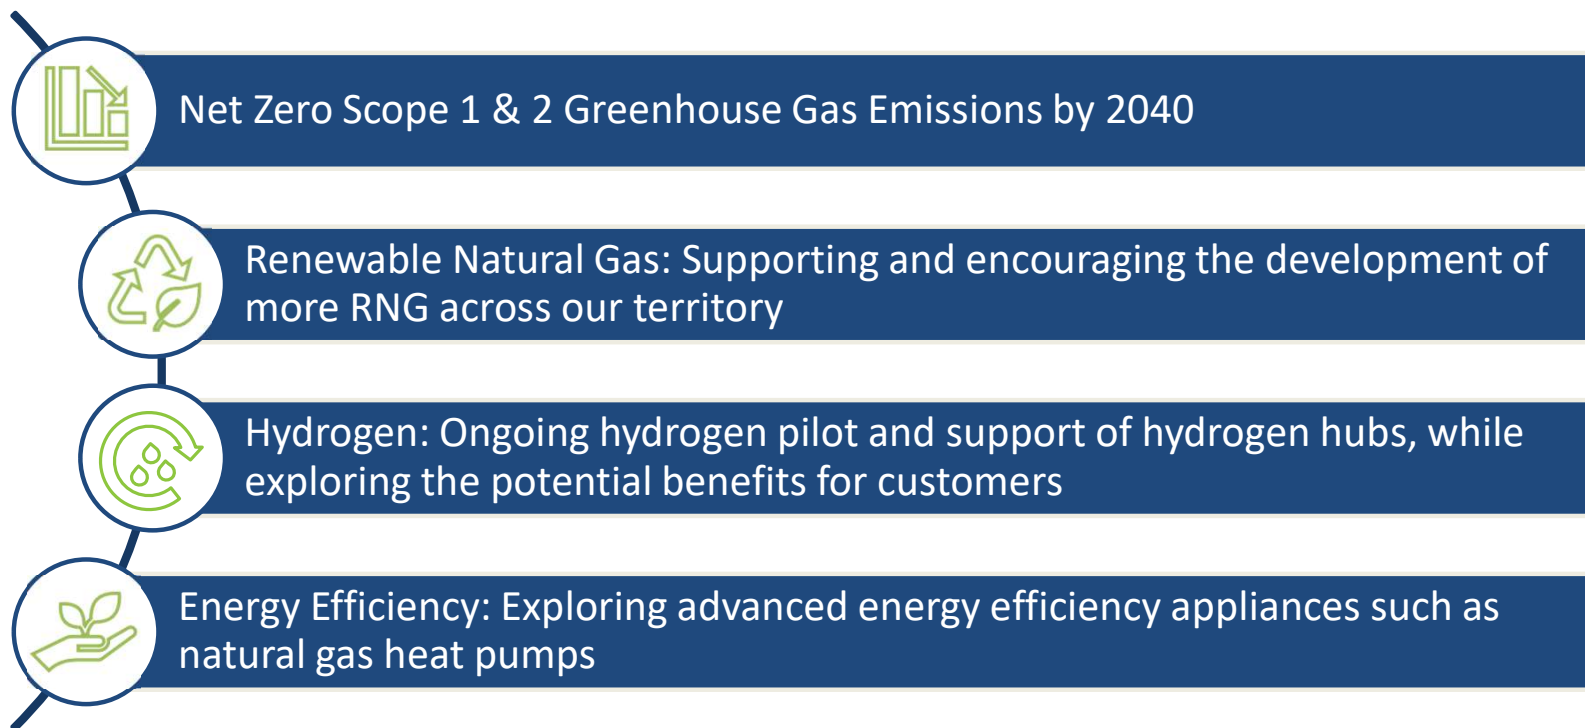 Net Zero Scope 1 & 2 Greenhouse Gas Emissions by 2040
Renewable Natural Gas: Supporting and encouraging the development of
more RNG across our territory
Hydrogen: Ongoing hydrogen pilot and support of hydrogen hubs, while
exploring the potential benefits for customers
Energy Efficiency: Exploring advanced energy efficiency appliances such as
natural gas heat pumps